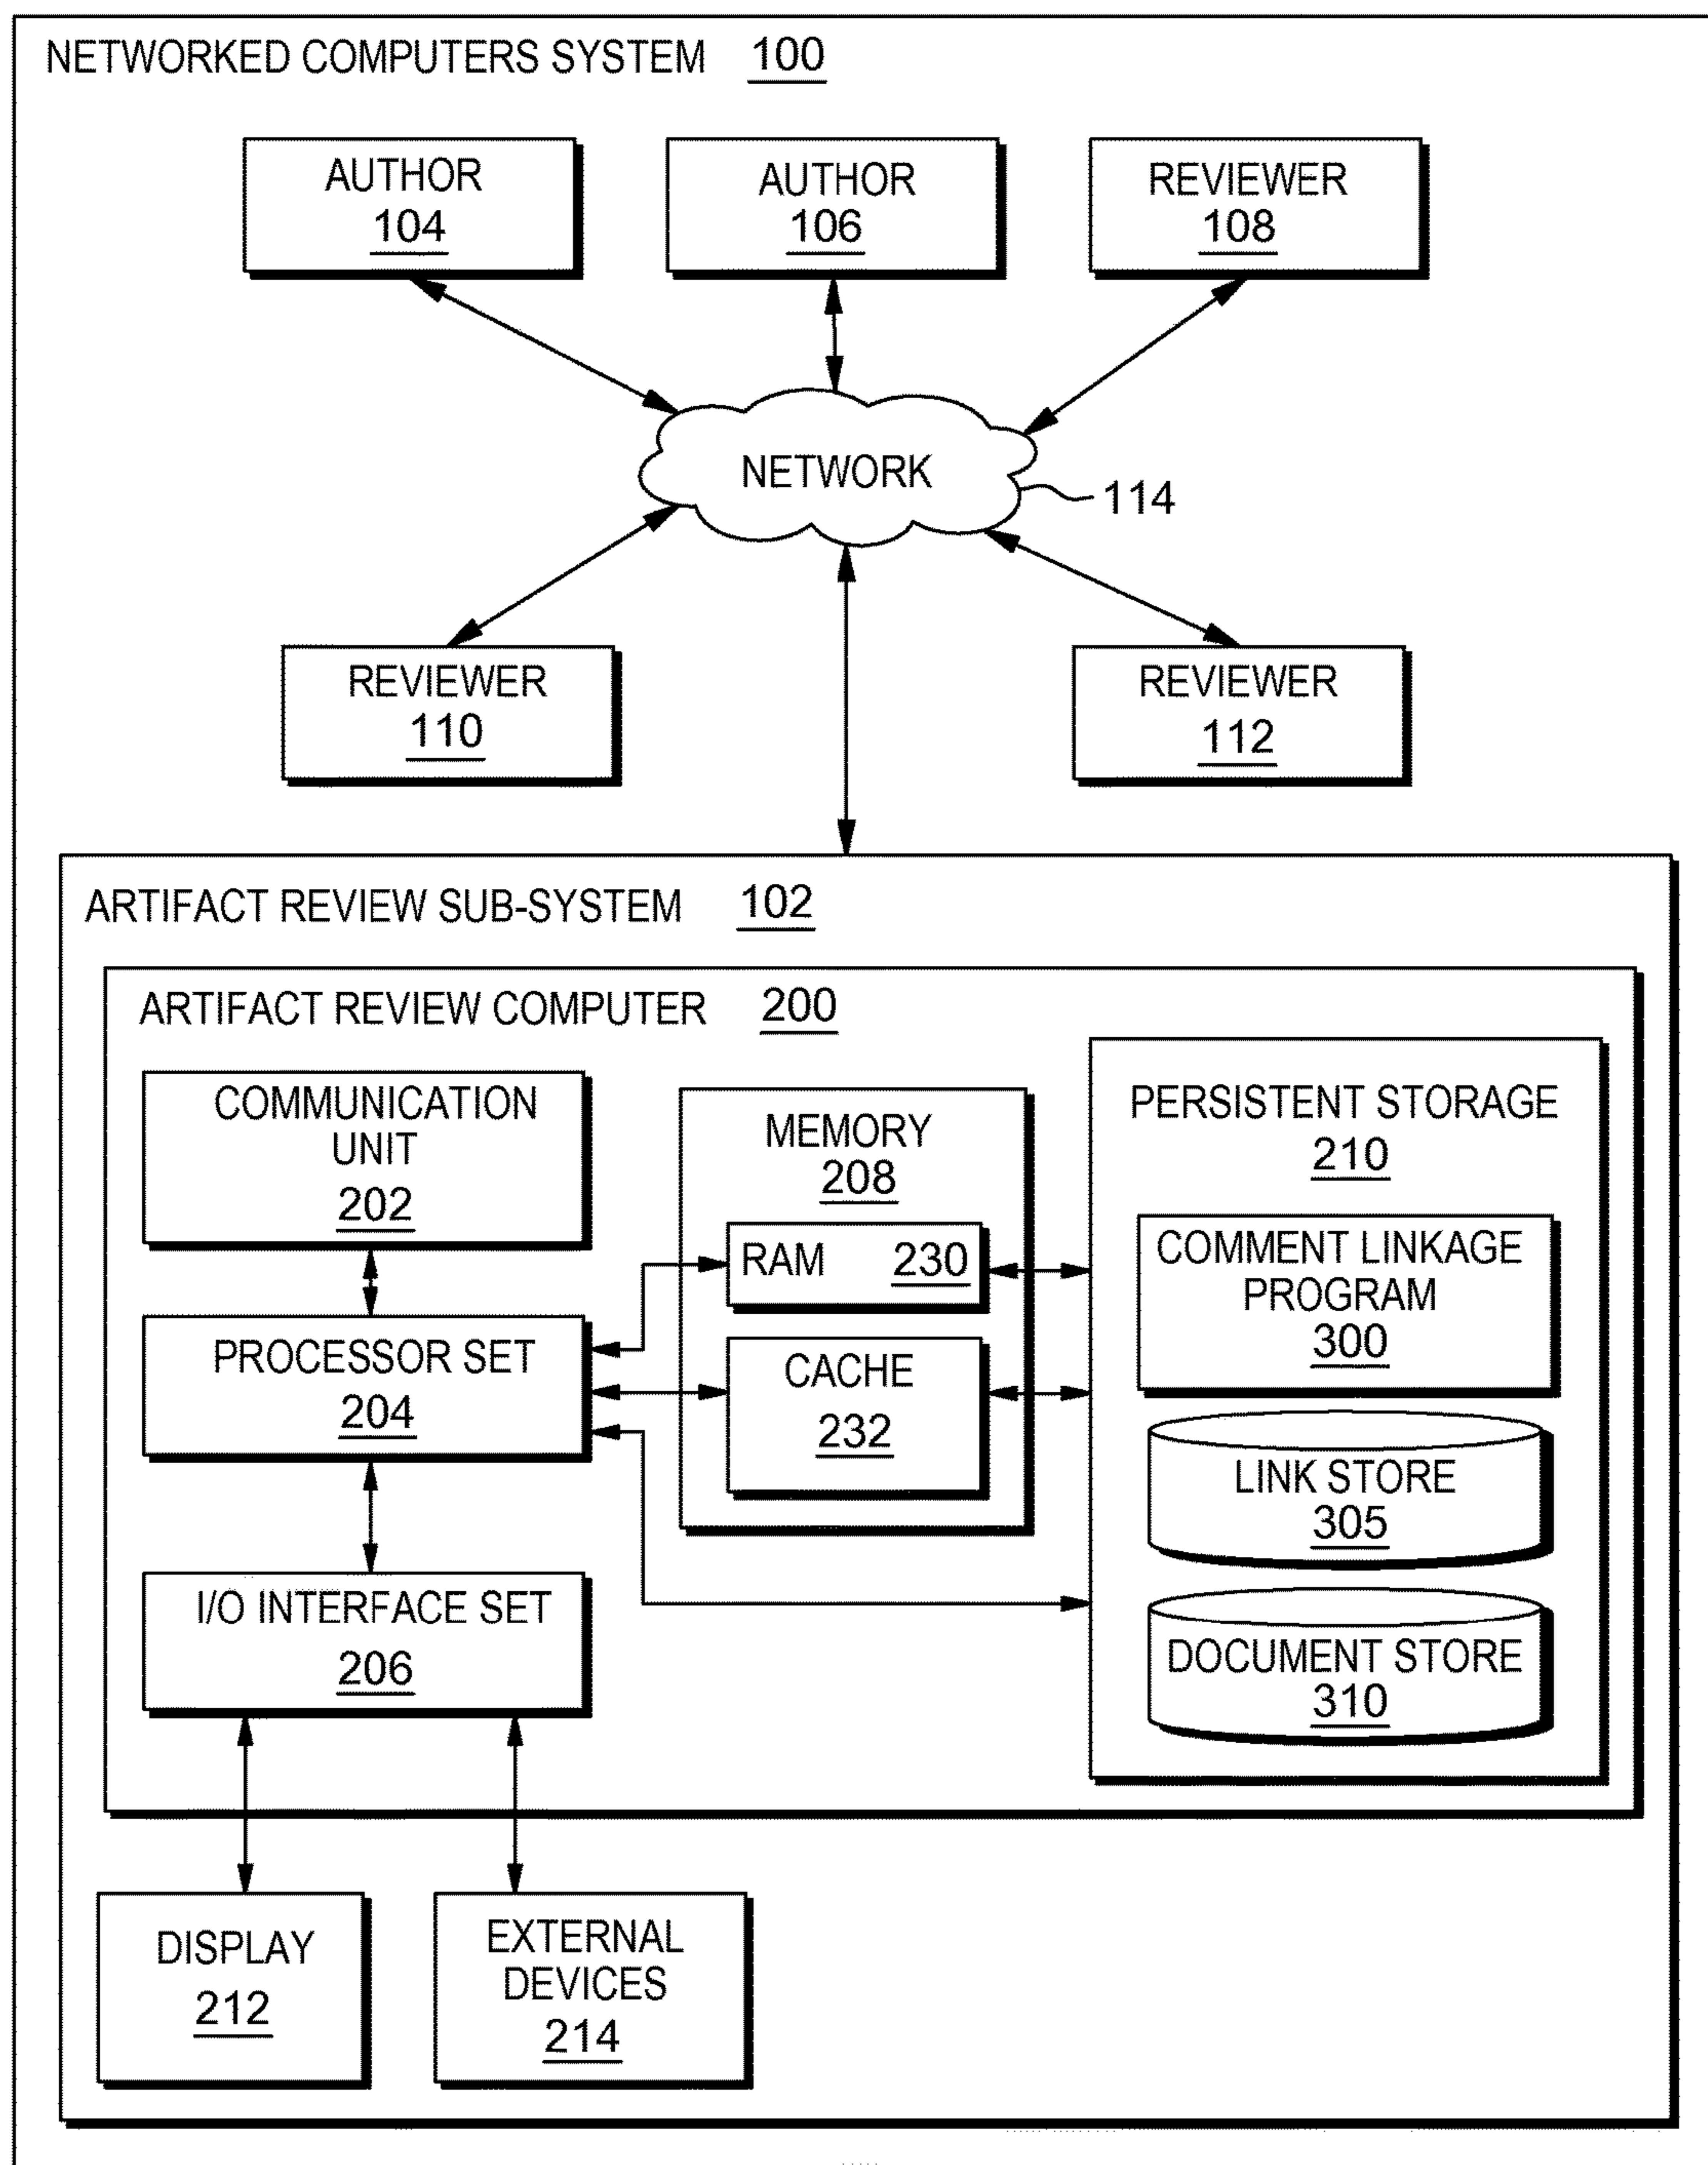 NETWORKED COMPUTERS SYSTEM 100
AUTHOR
104
AUTHOR
106
REVIEWER
108
NETWORK
114
REVIEWER
110
REVIEWER
112
ARTIFACT REVIEW SUB-SYSTEM 102
ARTIFACT REVIEW COMPUTER 200
COMMUNICATION
UNIT
202
PROCESSOR SET
204
I/O INTERFACE SET
206
MEMORY
208
RAM 230
CACHE
232
PERSISTENT STORAGE
210
COMMENT LINKAGE
PROGRAM
300
LINK STORE
305
DOCUMENT STORE
310
DISPLAY
212
EXTERNAL
DEVICES
214